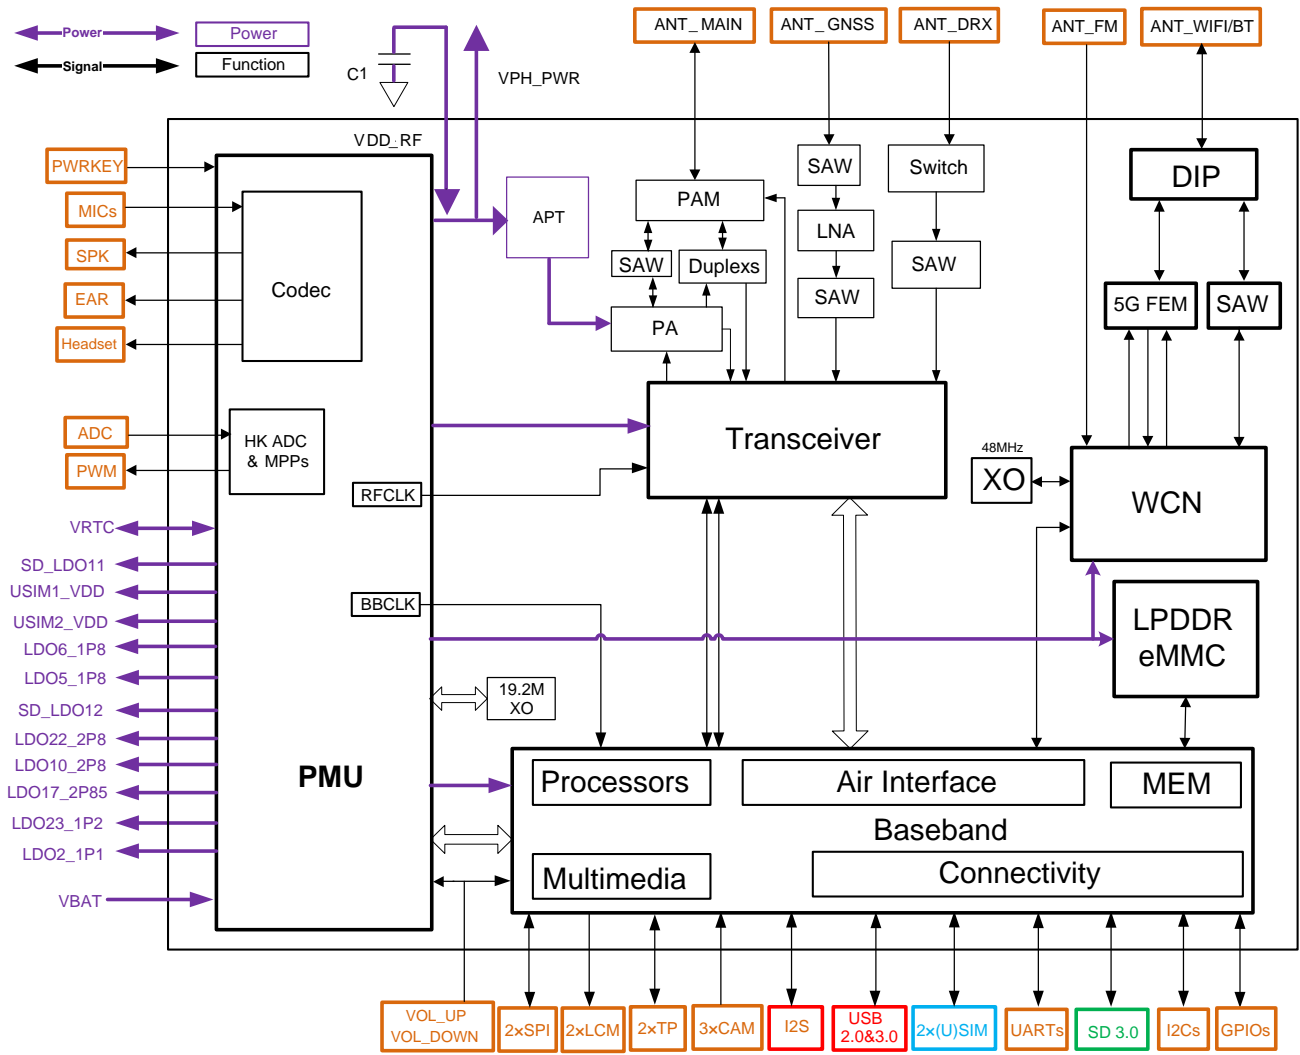 Power
Power
Signal
Function
C1
VPH_PWR
ANT_MAIN
ANT_GNSS
ANT_DRX
ANT_FM
ANT_WIFI/BT
VDD_RF
PWRKEY
MICs
SPK
EAR
Headset
ADC
PWM
Codec
HK ADC
& MPPs
APT
PAM
SAW
Duplexs
PA
SAW
LNA
SAW
Switch
SAW
DIP
5G FEM
SAW
Transceiver
48MHz
XO
WCN
RFCLK
BBCLK
LPDDR
eMMC
19.2M
XO
PMU
VRTC
SD_LDO11
USIM1_VDD
USIM2_VDD
LDO6_1P8
LDO5_1P8
SD_LDO12
LDO22_2P8
LDO10_2P8
LDO17_2P85
LDO23_1P2
LDO2_1P1
VBAT
Processors
Air Interface
MEM
Baseband
Multimedia
Connectivity
VOL_UP
VOL_DOWN
2×SPI
2×LCM
2×TP
3×CAM
I2S
USB
2.0&3.0
2×(U)SIM
UARTs
SD 3.0
I2Cs
GPIOs